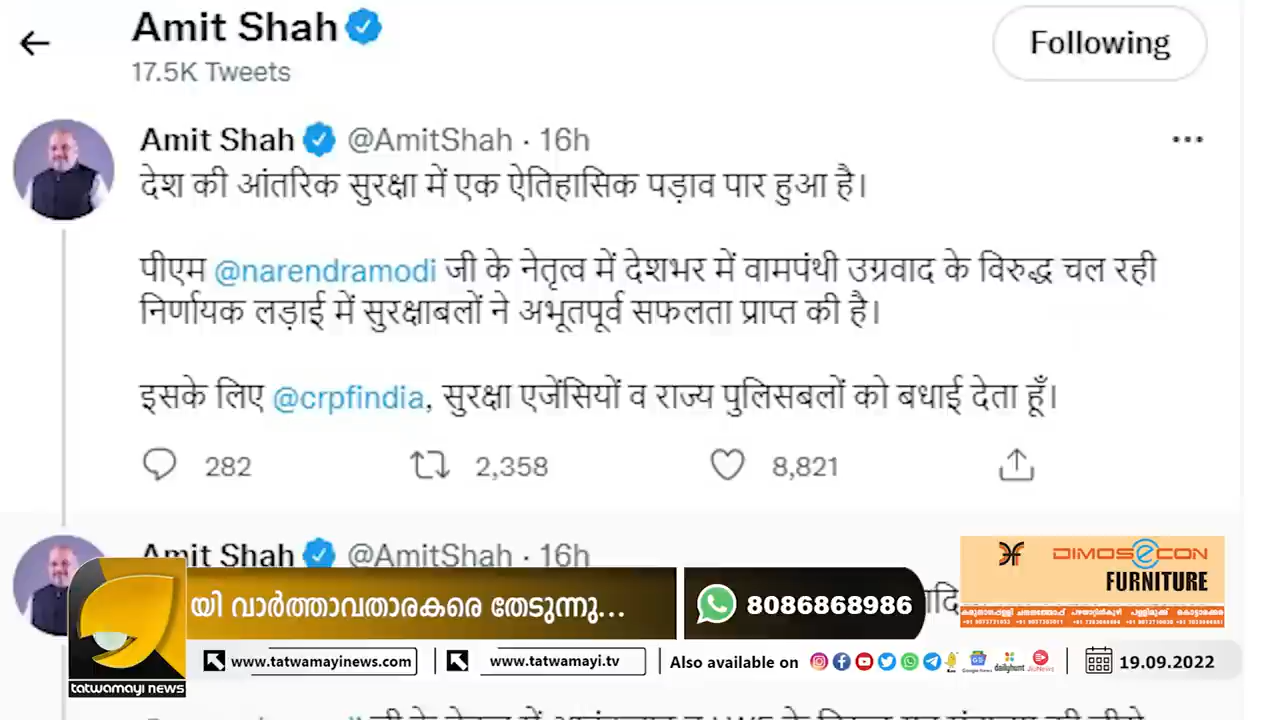 Amit Shah
Following
17.5K Tweets
Amit Shah @AmitShah · 16h
देश की आंतरिक सुरक्षा में एक ऐतिहासिक पड़ाव पार हुआ है।
पीएम @narendramodi जी के नेतृत्व में देशभर में वामपंथी उग्रवाद के विरुद्ध चल रही
निर्णायक लड़ाई में सुरक्षाबलों ने अभूतपूर्व सफलता प्राप्त की है।
इसके लिए @crpfindia, सुरक्षा एजेंसियों व राज्य पुलिसबलों को बधाई देता हूँ।
282 2,358 8,821
Amit Shah @AmitShah · 16h
DIMOSECON
FURNITURE
യി വാർത്താവതാരകരെ തേടുന്നു...
8086868986
tatwamayi news
www.tatwamayinews.com
www.tatwamayi.tv
Also available on
19.09.2022